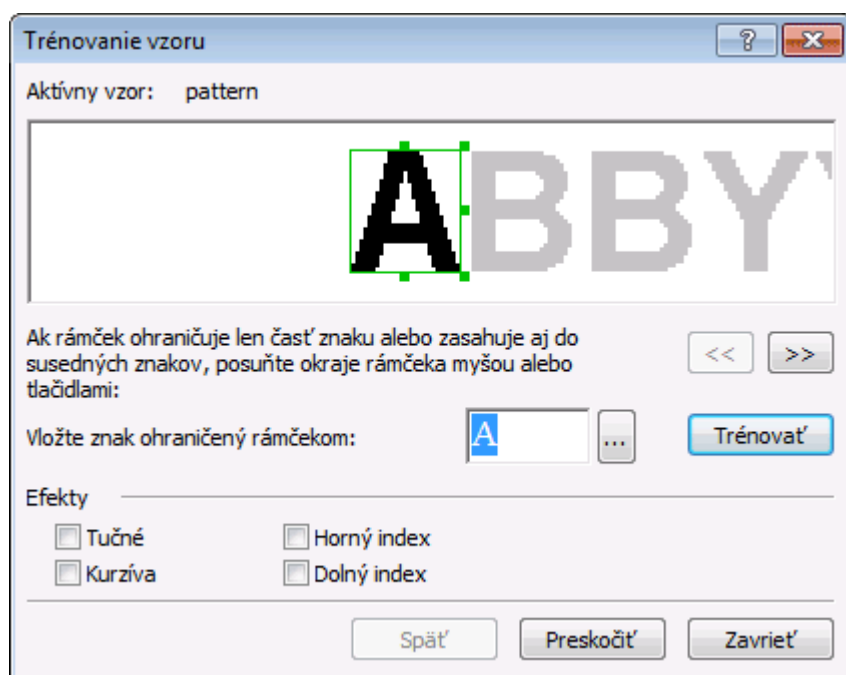 Trénovanie vzoru
Aktívny vzor: pattern
ABBYY
Ak rámček ohraničuje len časť znaku alebo zasahuje aj do
susedných znakov, posuňte okraje rámčeka myšou alebo
tlačidlami:
<< >>
Vložte znak ohraničený rámčekom: A ... Trénovať
Efekty
Tučné Horný index
Kurzíva Dolný index
Späť Preskočiť Zavrieť